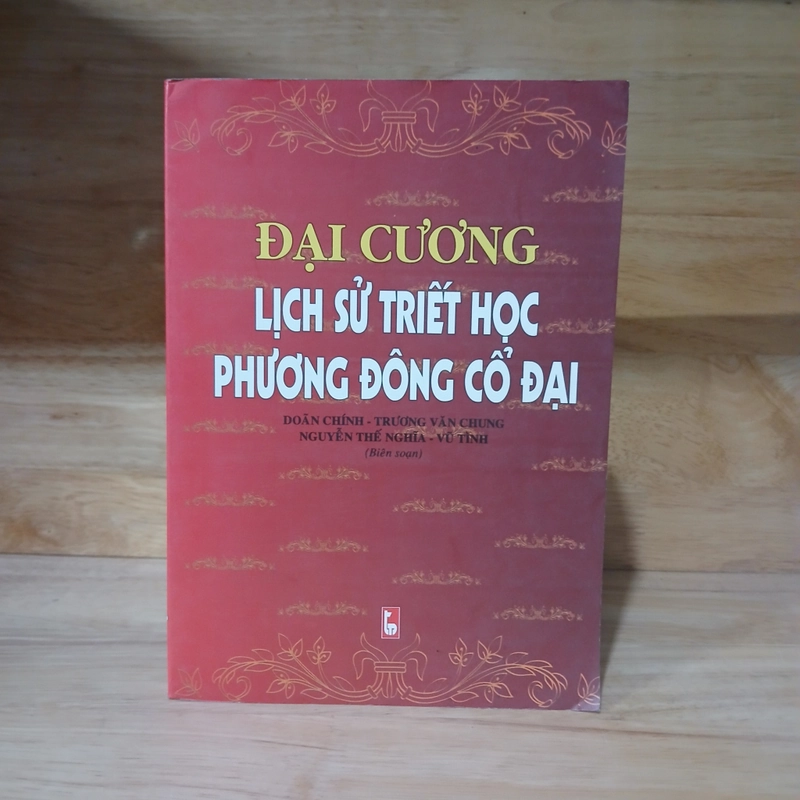 ĐẠI CƯƠNG
LỊCH SỬ TRIẾT HỌC
PHƯƠNG ĐÔNG CỔ ĐẠI
DOÃN CHÍNH - TRƯƠNG VĂN CHUNG
NGUYỄN THẾ NGHĨA - VŨ TÌNH
(Biên soạn)